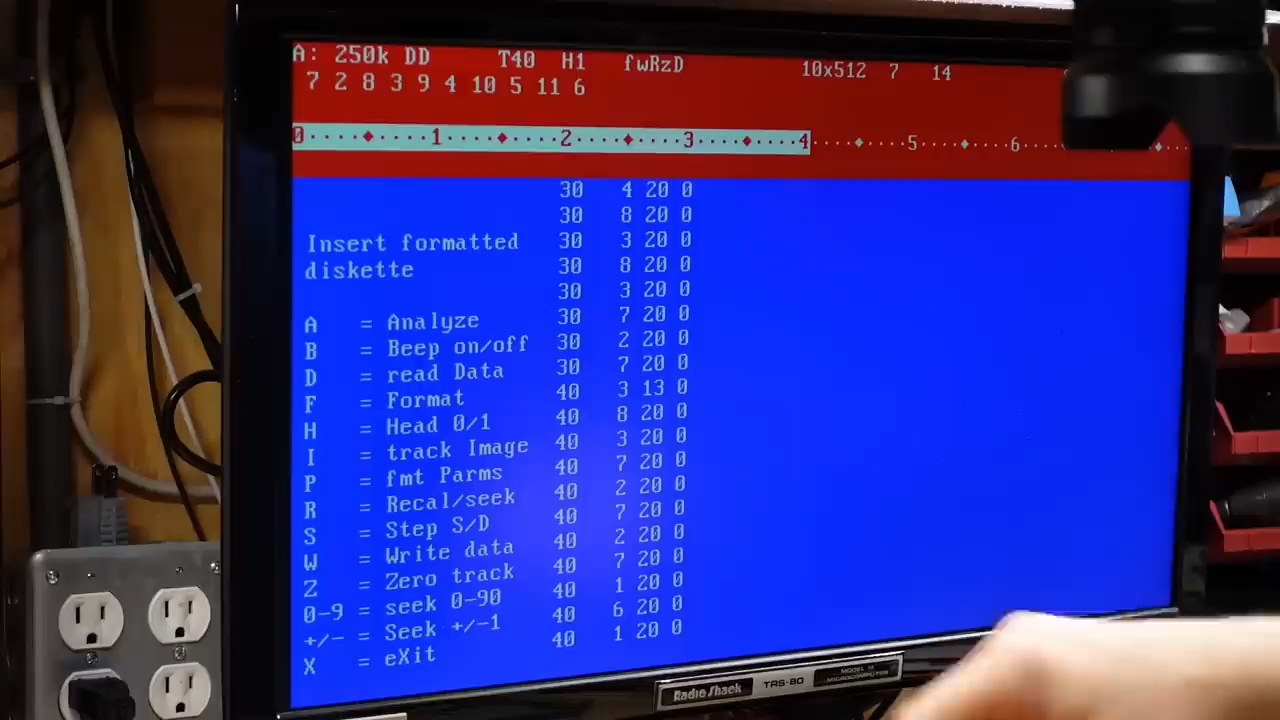 A: 250k DD T40 H1 fwRzD 10x512 7 14
7 2 8 3 9 4 10 5 11 6
0····♦····1····♦····2····♦····3····♦····4····♦····5····♦····6
30 4 20 0
30 8 20 0
Insert formatted 30 3 20 0
diskette 30 8 20 0
30 3 20 0
A = Analyze 30 7 20 0
B = Beep on/off 30 2 20 0
D = read Data 30 7 20 0
F = Format 40 3 13 0
H = Head 0/1 40 8 20 0
I = track Image 40 3 20 0
P = fmt Parms 40 7 20 0
R = Recal/seek 40 2 20 0
S = Step S/D 40 7 20 0
W = Write data 40 2 20 0
Z = Zero track 40 7 20 0
0-9 = seek 0-90 40 1 20 0
+/- = Seek +/-1 40 6 20 0
X = eXit 40 1 20 0
Radio Shack TRS-80 MICROCOMPUTER